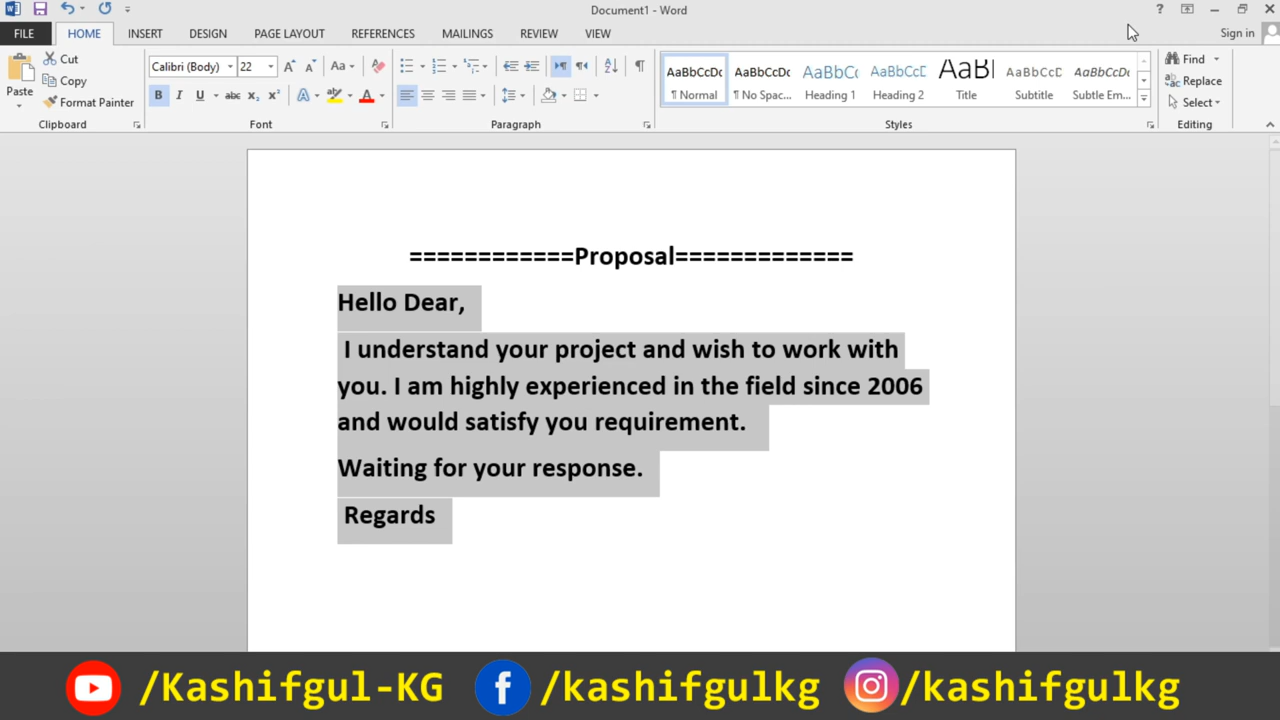 Document1 - Word
FILE HOME INSERT DESIGN PAGE LAYOUT REFERENCES MAILINGS REVIEW VIEW Sign in
Paste Cut Copy Format Painter Clipboard
Calibri (Body) 22 Aa B I U abc X₂ X² A A Font
Paragraph
AaBbCcDc ¶ Normal AaBbCcDc ¶ No Spac... AaBbCc Heading 1 AaBbCcD Heading 2 AaBl Title AaBbCcD Subtitle AaBbCcDc Subtle Em... Styles
Find Replace Select Editing
============Proposal=============
Hello Dear,
I understand your project and wish to work with
you. I am highly experienced in the field since 2006
and would satisfy you requirement.
Waiting for your response.
Regards
/Kashifgul-KG f /kashifgulkg /kashifgulkg